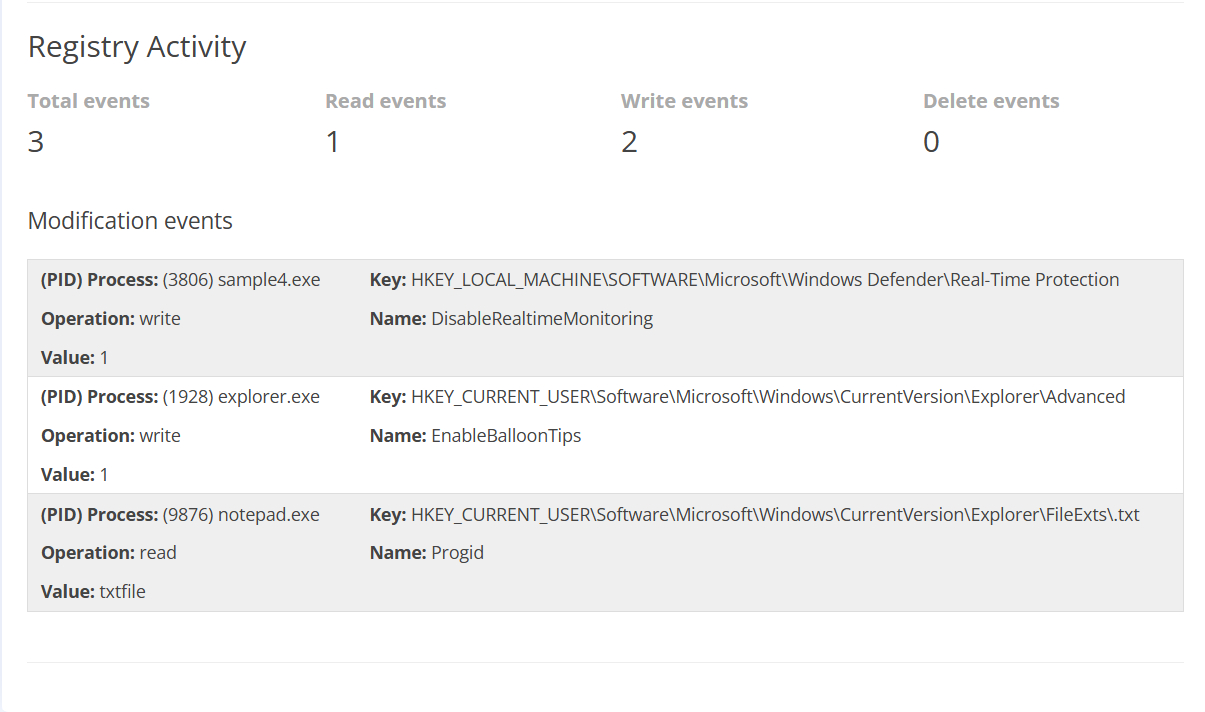 Registry Activity
Total events Read events Write events Delete events
3 1 2 0
Modification events
(PID) Process: (3806) sample4.exe Key: HKEY_LOCAL_MACHINE\SOFTWARE\Microsoft\Windows Defender\Real-Time Protection
Operation: write Name: DisableRealtimeMonitoring
Value: 1
(PID) Process: (1928) explorer.exe Key: HKEY_CURRENT_USER\Software\Microsoft\Windows\CurrentVersion\Explorer\Advanced
Operation: write Name: EnableBalloonTips
Value: 1
(PID) Process: (9876) notepad.exe Key: HKEY_CURRENT_USER\Software\Microsoft\Windows\CurrentVersion\Explorer\FileExts\.txt
Operation: read Name: Progid
Value: txtfile